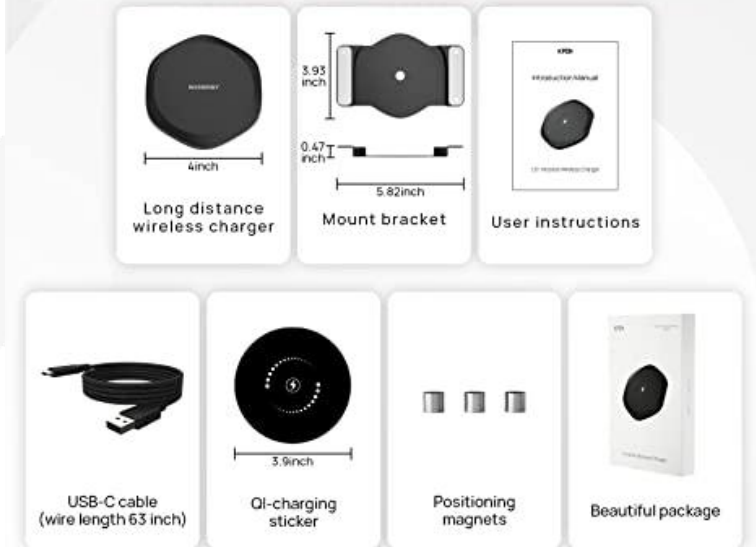 4inch
Long distance
wireless charger
3.93
inch
0.47
inch
5.82inch
Mount bracket
Introduction Manual
User instructions
USB-C cable
(wire length 63 inch)
3.9inch
QI-charging
sticker
Positioning
magnets
Beautiful package